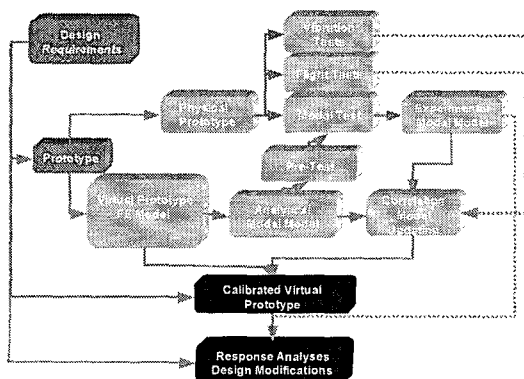 Design
Requirements
Vibration
Tests
Flight Tests
Physical
Prototype
Modal Test
Experimental
Modal Model
Prototype
Pre-Test
Virtual Prototype
FE Model
Analytical
Modal Model
Correlation
Model
Updating
Calibrated Virtual
Prototype
Response Analyses
Design Modifications